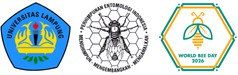 UNIVERSITAS LAMPUNG
PERHIMPUNAN ENTOMOLOGI INDONESIA
MENGHIMPUN - MENGEMBANGKAN - MENGAMALKAN
WORLD BEE DAY
2026